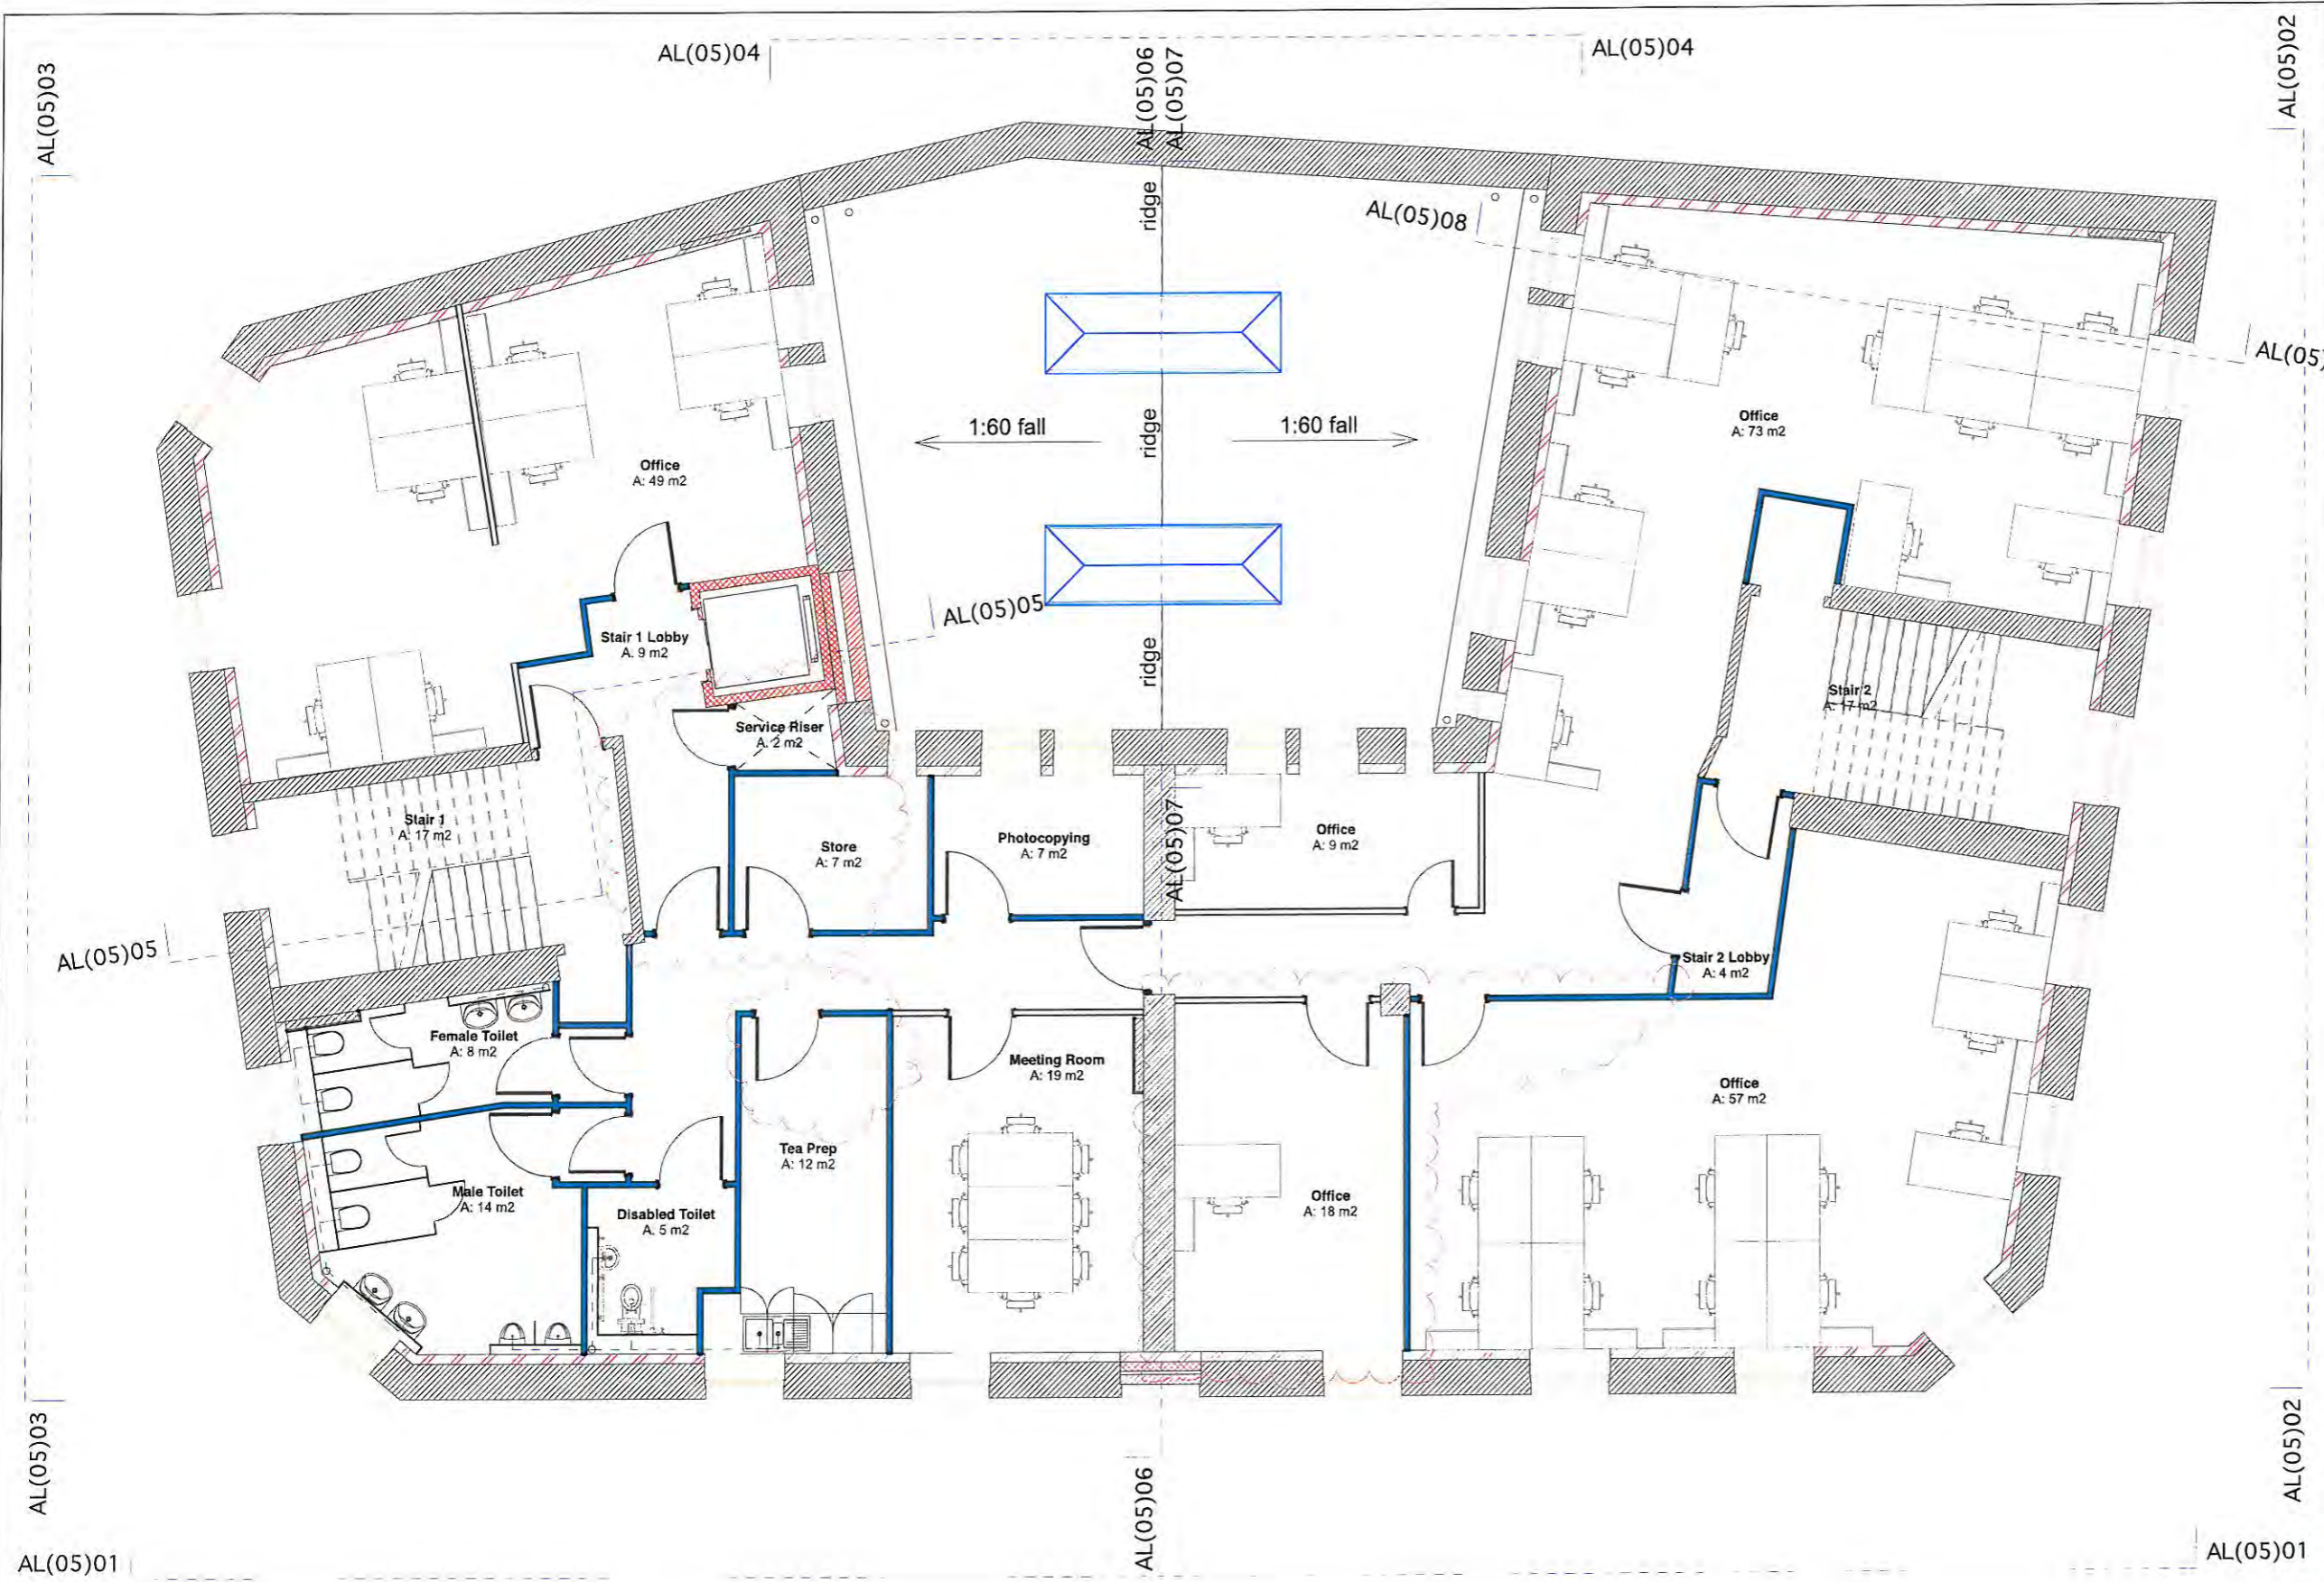 AL(05)04
AL(05)04
AL(05)03
AL(05)06
AL(05)07
AL(05)02
ridge
AL(05)08
AL(05)
1:60 fall
ridge
1:60 fall
Office
A: 73 m2
Office
A: 49 m2
AL(05)05
Stair 1 Lobby
A. 9 m2
ridge
Stair 2
A: 17 m2
Service Riser
A. 2 m2
Stair 1
A: 17 m2
Store
A: 7 m2
Photocopying
A: 7 m2
AL(05)07
Office
A: 9 m2
AL(05)05
Stair 2 Lobby
A: 4 m2
Female Toilet
A: 8 m2
Meeting Room
A: 19 m2
Office
A: 57 m2
Tea Prep
A: 12 m2
Male Toilet
A: 14 m2
Disabled Toilet
A. 5 m2
Office
A: 18 m2
AL(05)03
AL(05)06
AL(05)02
AL(05)01
AL(05)01